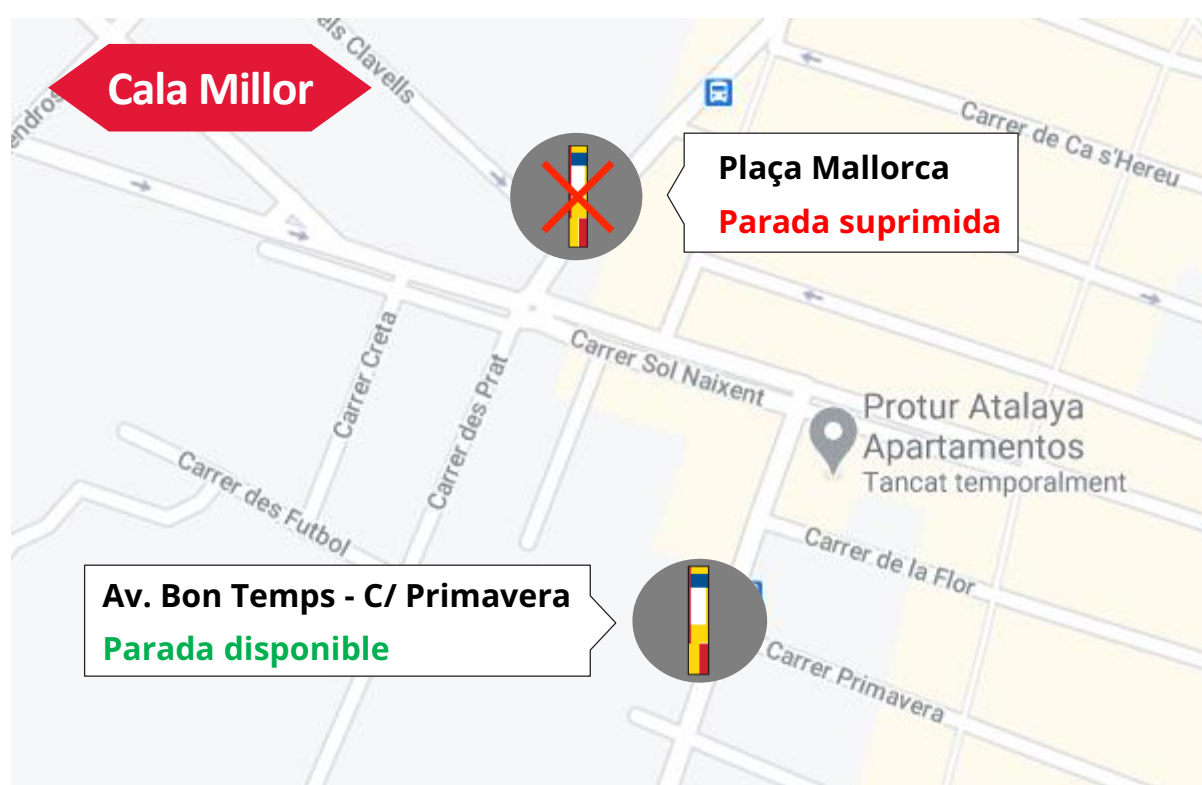 als Clavells
Cala Millor
endros
Carrer de Ca s'Hereu
Plaça Mallorca
Parada suprimida
Carrer Creta
Carrer des Prat
Carrer Sol Naixent
Protur Atalaya
Apartamentos
Tancat temporalment
Carrer des Futbol
Carrer de la Flor
Av. Bon Temps - C/ Primavera
Parada disponible
Carrer Primavera